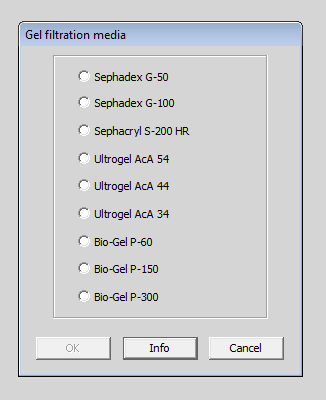 Gel filtration media
Sephadex G-50
Sephadex G-100
Sephacryl S-200 HR
Ultrogel AcA 54
Ultrogel AcA 44
Ultrogel AcA 34
Bio-Gel P-60
Bio-Gel P-150
Bio-Gel P-300
OK Info Cancel